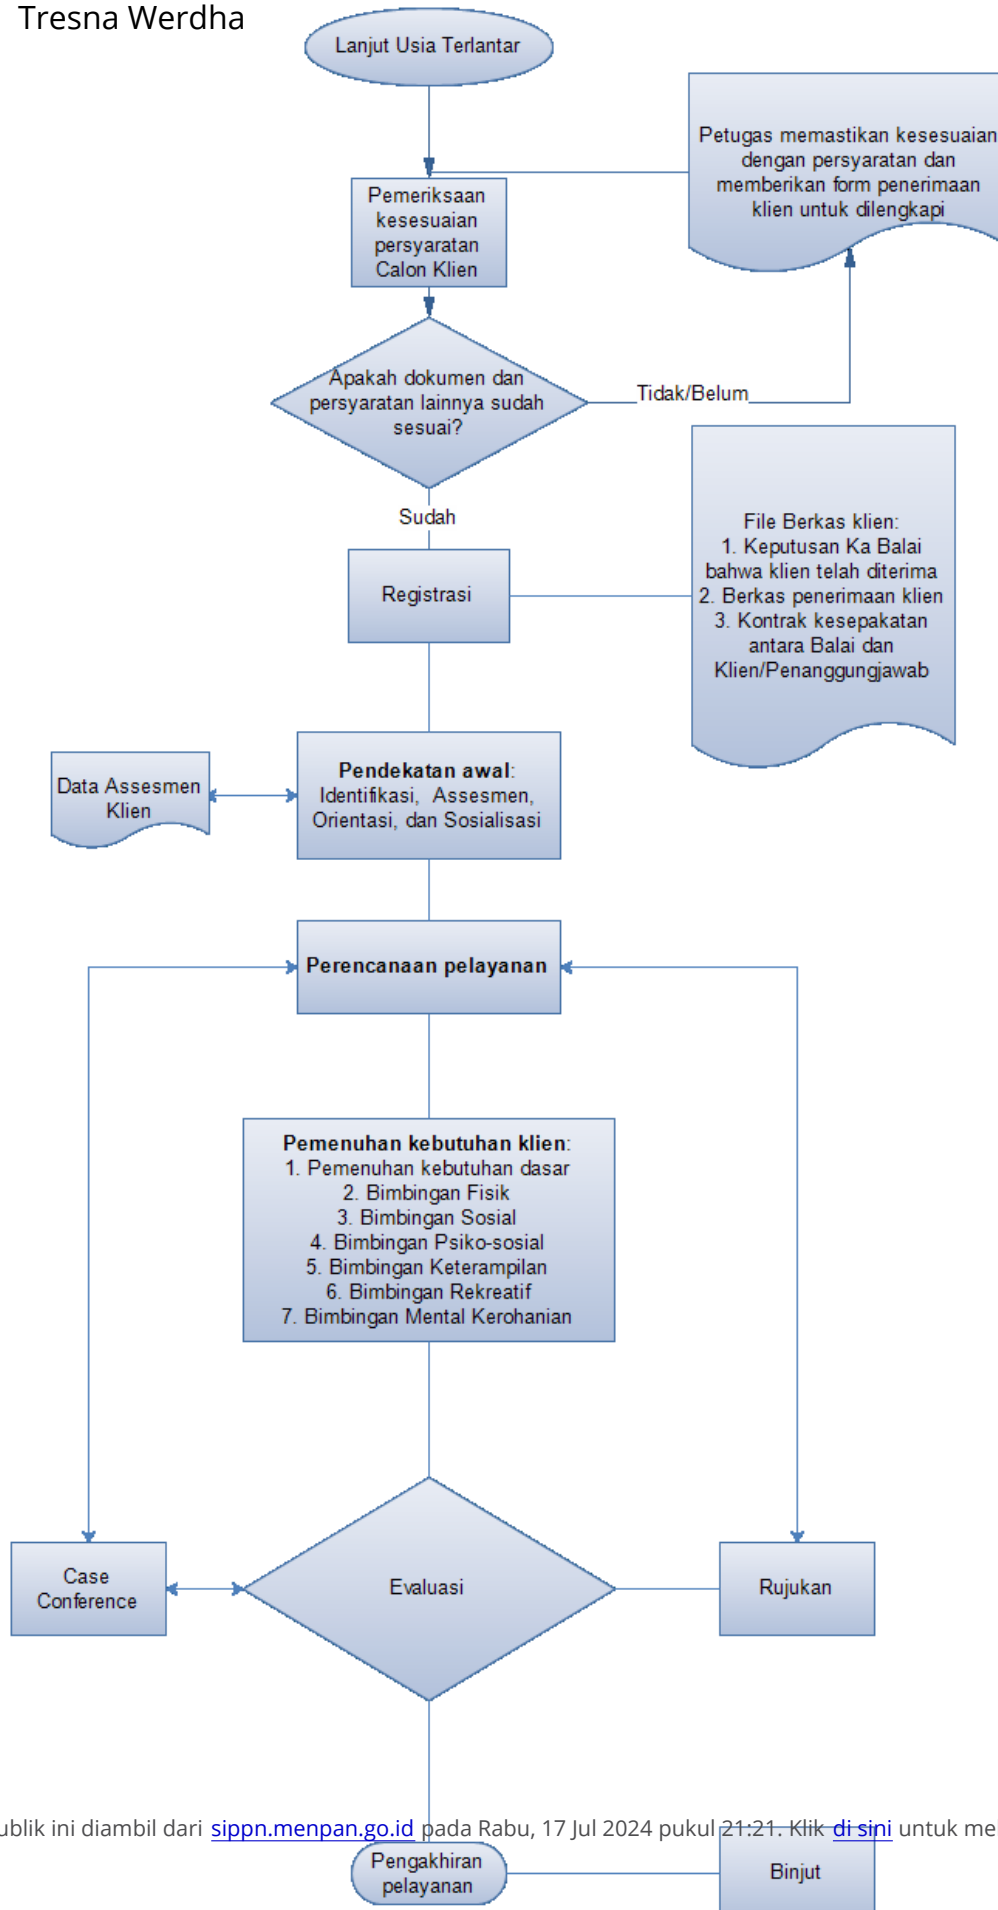 Tresna Werdha
Lanjut Usia Terlantar
Petugas memastikan kesesuaian
dengan persyaratan dan
memberikan form penerimaan
klien untuk dilengkapi
Pemeriksaan
kesesuaian
persyaratan
Calon Klien
Apakah dokumen dan
persyaratan lainnya sudah
sesuai?
Tidak/Belum
Sudah
File Berkas klien:
1. Keputusan Ka Balai
bahwa klien telah diterima
2. Berkas penerimaan klien
3. Kontrak kesepakatan
antara Balai dan
Klien/Penanggungjawab
Registrasi
Pendekatan awal:
Identifikasi, Assesmen,
Orientasi, dan Sosialisasi
Data Assesmen
Klien
Perencanaan pelayanan
Pemenuhan kebutuhan klien:
1. Pemenuhan kebutuhan dasar
2. Bimbingan Fisik
3. Bimbingan Sosial
4. Bimbingan Psiko-sosial
5. Bimbingan Keterampilan
6. Bimbingan Rekreatif
7. Bimbingan Mental Kerohanian
Case
Conference
Evaluasi
Rujukan
ublik ini diambil dari sippn.menpan.go.id pada Rabu, 17 Jul 2024 pukul 21:21. Klik di sini untuk me
Pengakhiran
pelayanan
Binjut